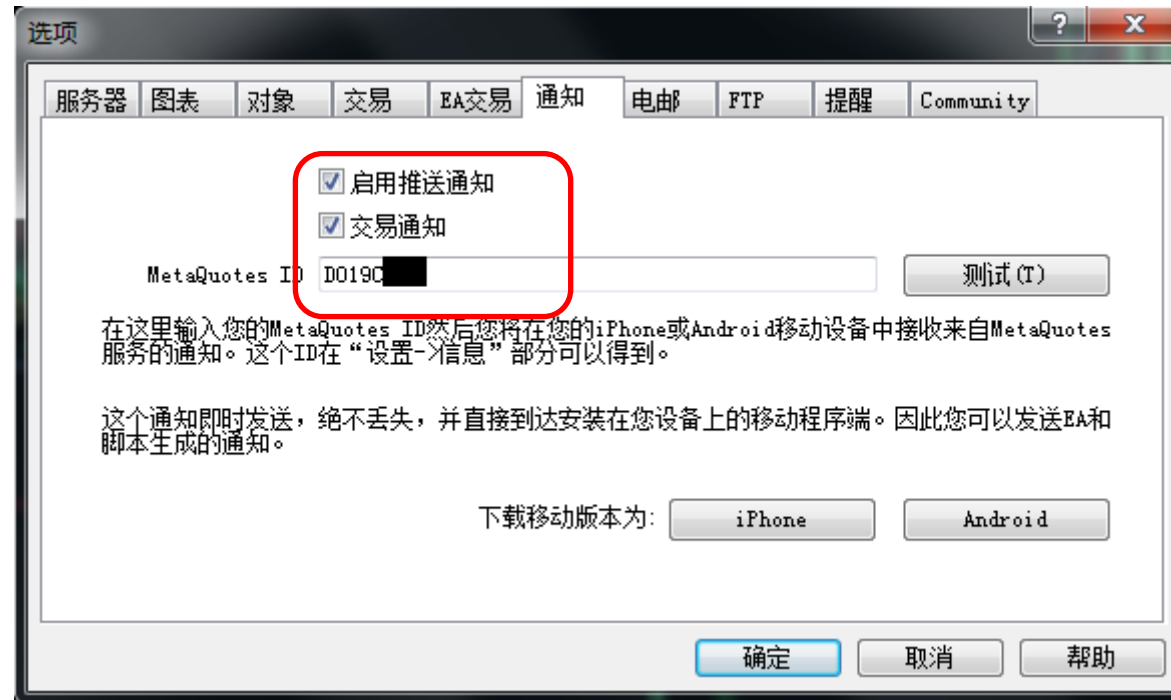 选项
服务器 图表 对象 交易 EA交易 通知 电邮 FTP 提醒 Community
启用推送通知
交易通知
MetaQuotes ID D019C 测试(T)
在这里输入您的MetaQuotes ID然后您将在您的iPhone或Android移动设备中接收来自MetaQuotes
服务的通知。这个ID在“设置->信息”部分可以得到。
这个通知即时发送，绝不丢失，并直接到达安装在您设备上的移动程序端。因此您可以发送EA和
脚本生成的通知。
下载移动版本为: iPhone Android
确定 取消 帮助